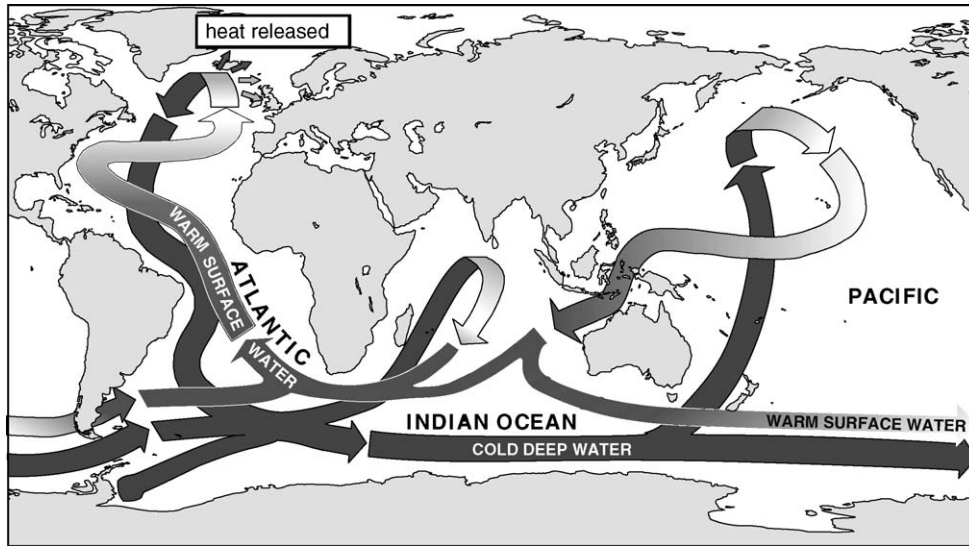 heat released
WARM SURFACE
WATER
ATLANTIC
PACIFIC
INDIAN OCEAN
WARM SURFACE WATER
COLD DEEP WATER